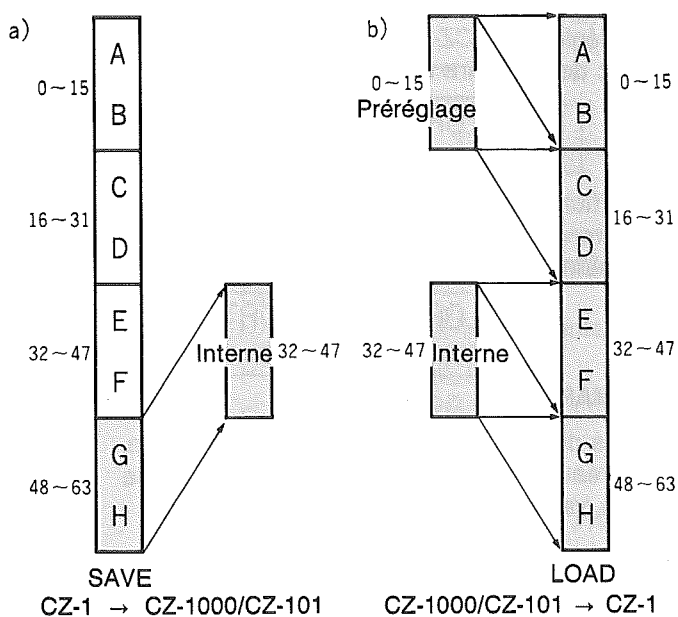 a)
A
0～15
B
C
16～31
D
E
32～47
F
Interne 32～47
G
48～63
H
SAVE
CZ-1 → CZ-1000/CZ-101
b)
0～15
Préréglage
A
0～15
B
C
16～31
D
32～47 Interne
E
32～47
F
G
48～63
H
LOAD
CZ-1000/CZ-101 → CZ-1